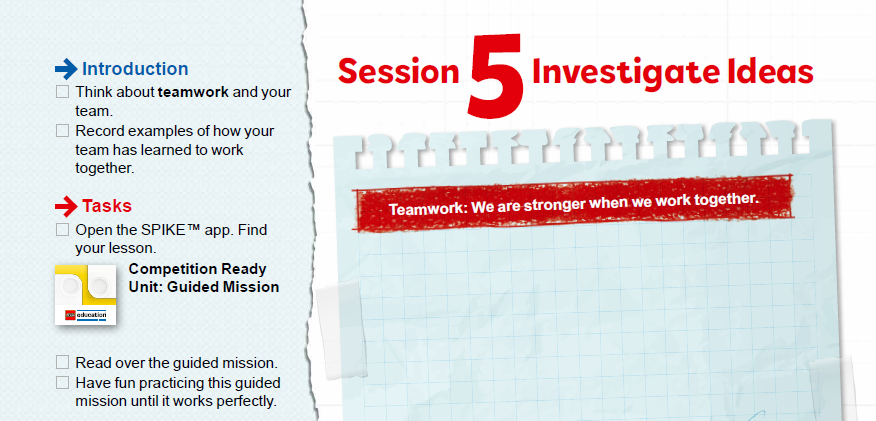 Introduction
Think about teamwork and your
team.
Record examples of how your
team has learned to work
together.
Tasks
Open the SPIKE™ app. Find
your lesson.
Competition Ready
Unit: Guided Mission
education
Read over the guided mission.
Have fun practicing this guided
mission until it works perfectly.
Session 5 Investigate Ideas
Teamwork: We are stronger when we work together.